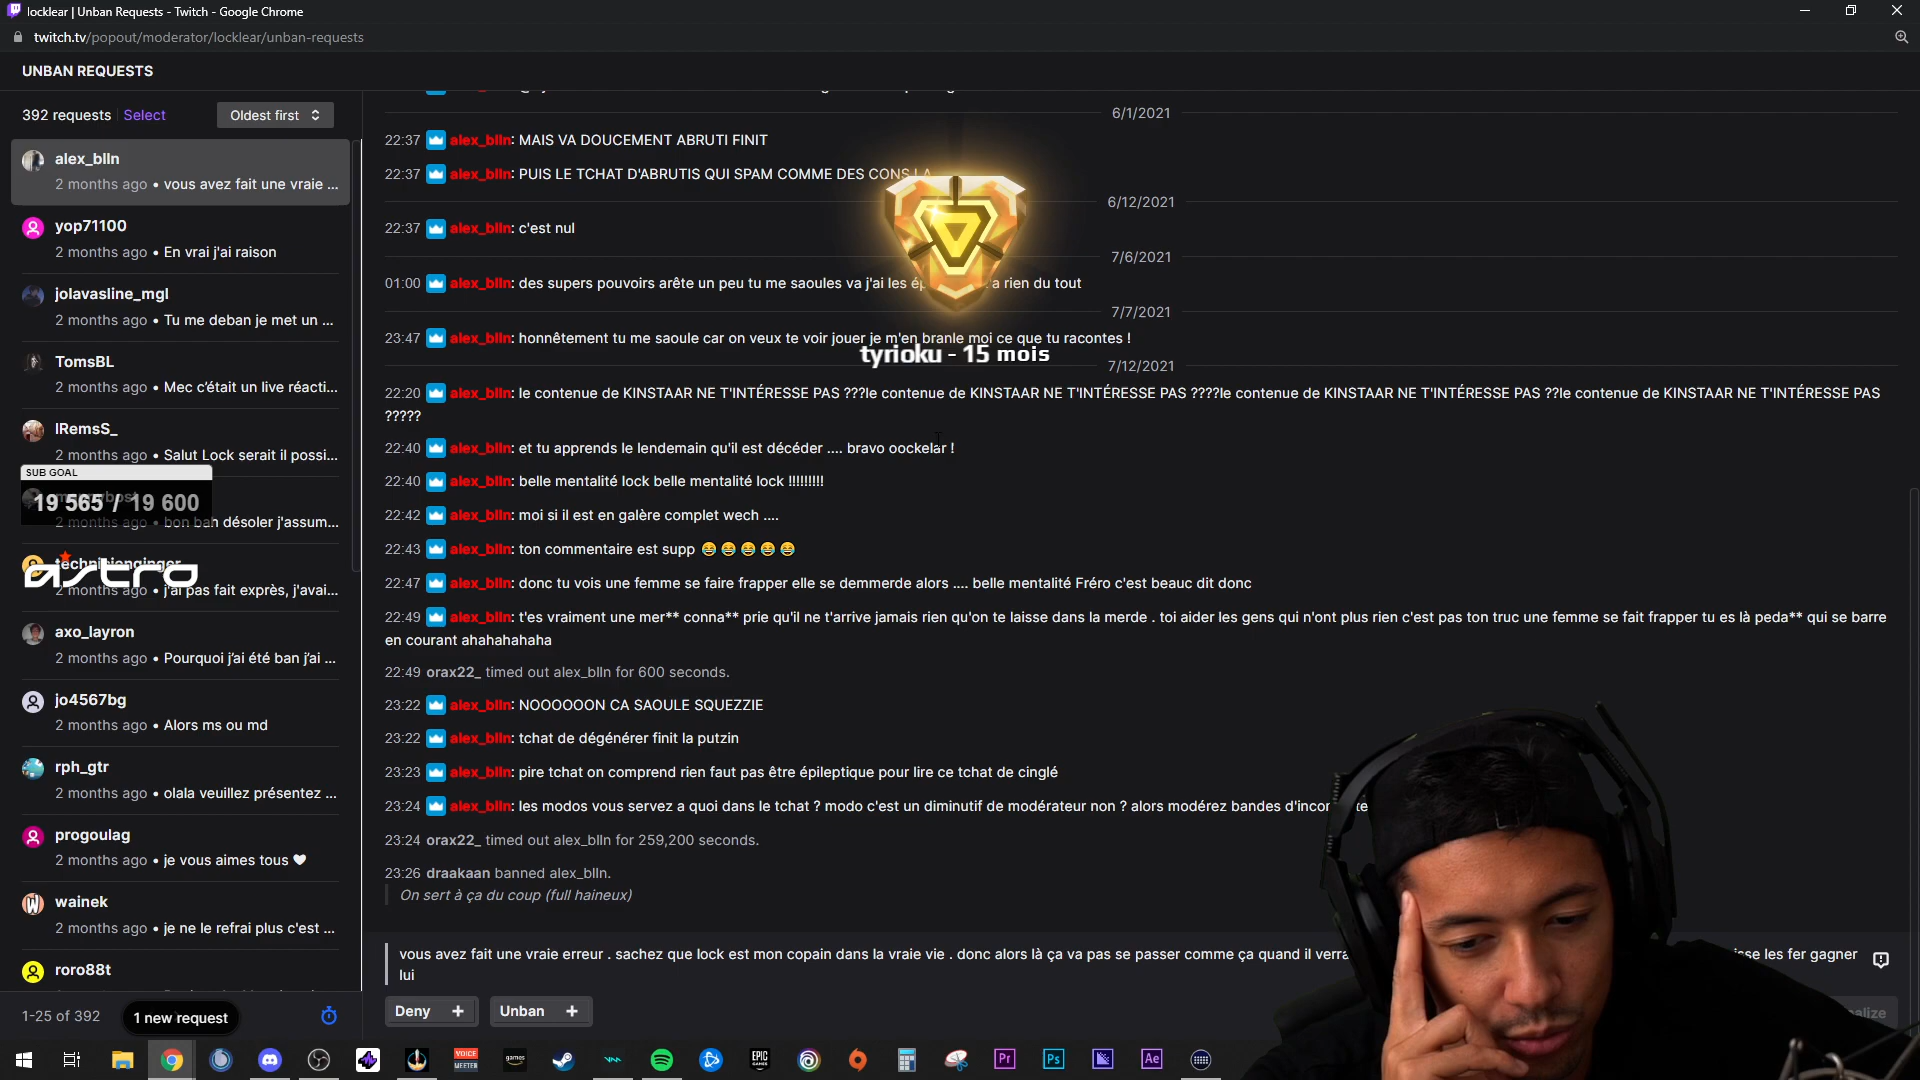 locklear | Unban Requests - Twitch - Google Chrome
twitch.tv/popout/moderator/locklear/unban-requests
UNBAN REQUESTS
392 requests Select Oldest first
alex_blln
2 months ago • vous avez fait une vraie ...
yop71100
2 months ago • En vrai j'ai raison
jolavasline_mgl
2 months ago • Tu me deban je met un ...
TomsBL
2 months ago • Mec c'était un live réacti...
IRemsS_
2 months ago • Salut Lock serait il possi...
SUB GOAL
19 565 / 19 600
2 months ago • bon bah désoler j'assum...
astro
2 months ago • j'ai pas fait exprès, j'avai...
axo_layron
2 months ago • Pourquoi j'ai été ban j'ai ...
jo4567bg
2 months ago • Alors ms ou md
rph_gtr
2 months ago • olala veuillez présentez ...
progoulag
2 months ago • je vous aimes tous
wainek
2 months ago • je ne le refrai plus c'est ...
roro88t
1-25 of 392
1 new request
6/1/2021
22:37 alex_blln: MAIS VA DOUCEMENT ABRUTI FINIT
22:37 alex_blln: PUIS LE TCHAT D'ABRUTIS QUI SPAM COMME DES CONS LA
6/12/2021
22:37 alex_blln: c'est nul
7/6/2021
01:00 alex_blln: des supers pouvoirs arête un peu tu me saoules va j'ai les a rien du tout
7/7/2021
23:47 alex_blln: honnêtement tu me saoule car on veux te voir jouer je m'en branle moi ce que tu racontes !
tyrioku - 15 mois
7/12/2021
22:20 alex_blln: le contenue de KINSTAAR NE T'INTÉRESSE PAS ???le contenue de KINSTAAR NE T'INTÉRESSE PAS ????le contenue de KINSTAAR NE T'INTÉRESSE PAS ??le contenue de KINSTAAR NE T'INTÉRESSE PAS
?????
22:40 alex_blln: et tu apprends le lendemain qu'il est décéder .... bravo oockelar !
22:40 alex_blln: belle mentalité lock belle mentalité lock !!!!!!!!!
22:42 alex_blln: moi si il est en galère complet wech ....
22:43 alex_blln: ton commentaire est supp 😂 😂 😂 😂 😂
22:47 alex_blln: donc tu vois une femme se faire frapper elle se demmerde alors .... belle mentalité Fréro c'est beauc dit donc
22:49 alex_blln: t'es vraiment une mer** conna** prie qu'il ne t'arrive jamais rien qu'on te laisse dans la merde . toi aider les gens qui n'ont plus rien c'est pas ton truc une femme se fait frapper tu es là peda** qui se barre
en courant ahahahahaha
22:49 orax22_ timed out alex_blln for 600 seconds.
23:22 alex_blln: NOOOOOON CA SAOULE SQUEZZIE
23:22 alex_blln: tchat de dégénérer finit la putzin
23:23 alex_blln: pire tchat on comprend rien faut pas être épileptique pour lire ce tchat de cinglé
23:24 alex_blln: les modos vous servez a quoi dans le tchat ? modo c'est un diminutif de modérateur non ? alors modérez bandes
23:24 orax22_ timed out alex_blln for 259,200 seconds.
23:26 draakaan banned alex_blln.
On sert à ça du coup (full haineux)
vous avez fait une vraie erreur . sachez que lock est mon copain dans la vraie vie . donc alors là ça va pas se passer comme ça quand il verra les fer gagner
lui
Deny + Unban +
VOICE MEETER
games
EPIC GAMES
Pr
Ps
Ae